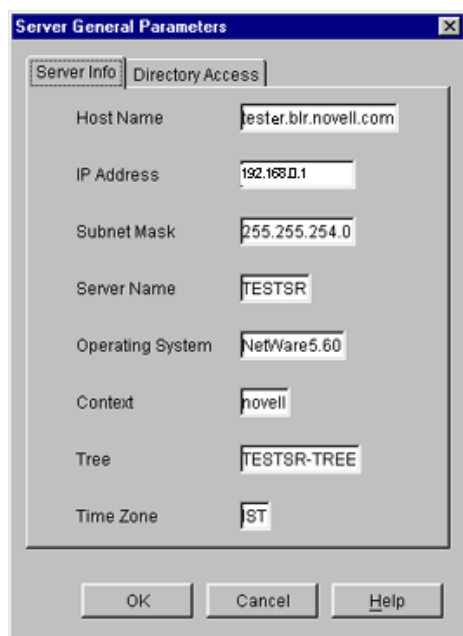 Server General Parameters
Server Info Directory Access
Host Name tester.blr.novell.com
IP Address 192.168.0.1
Subnet Mask 255.255.254.0
Server Name TESTSR
Operating System NetWare5.60
Context novell
Tree TESTSR-TREE
Time Zone IST
OK Cancel Help